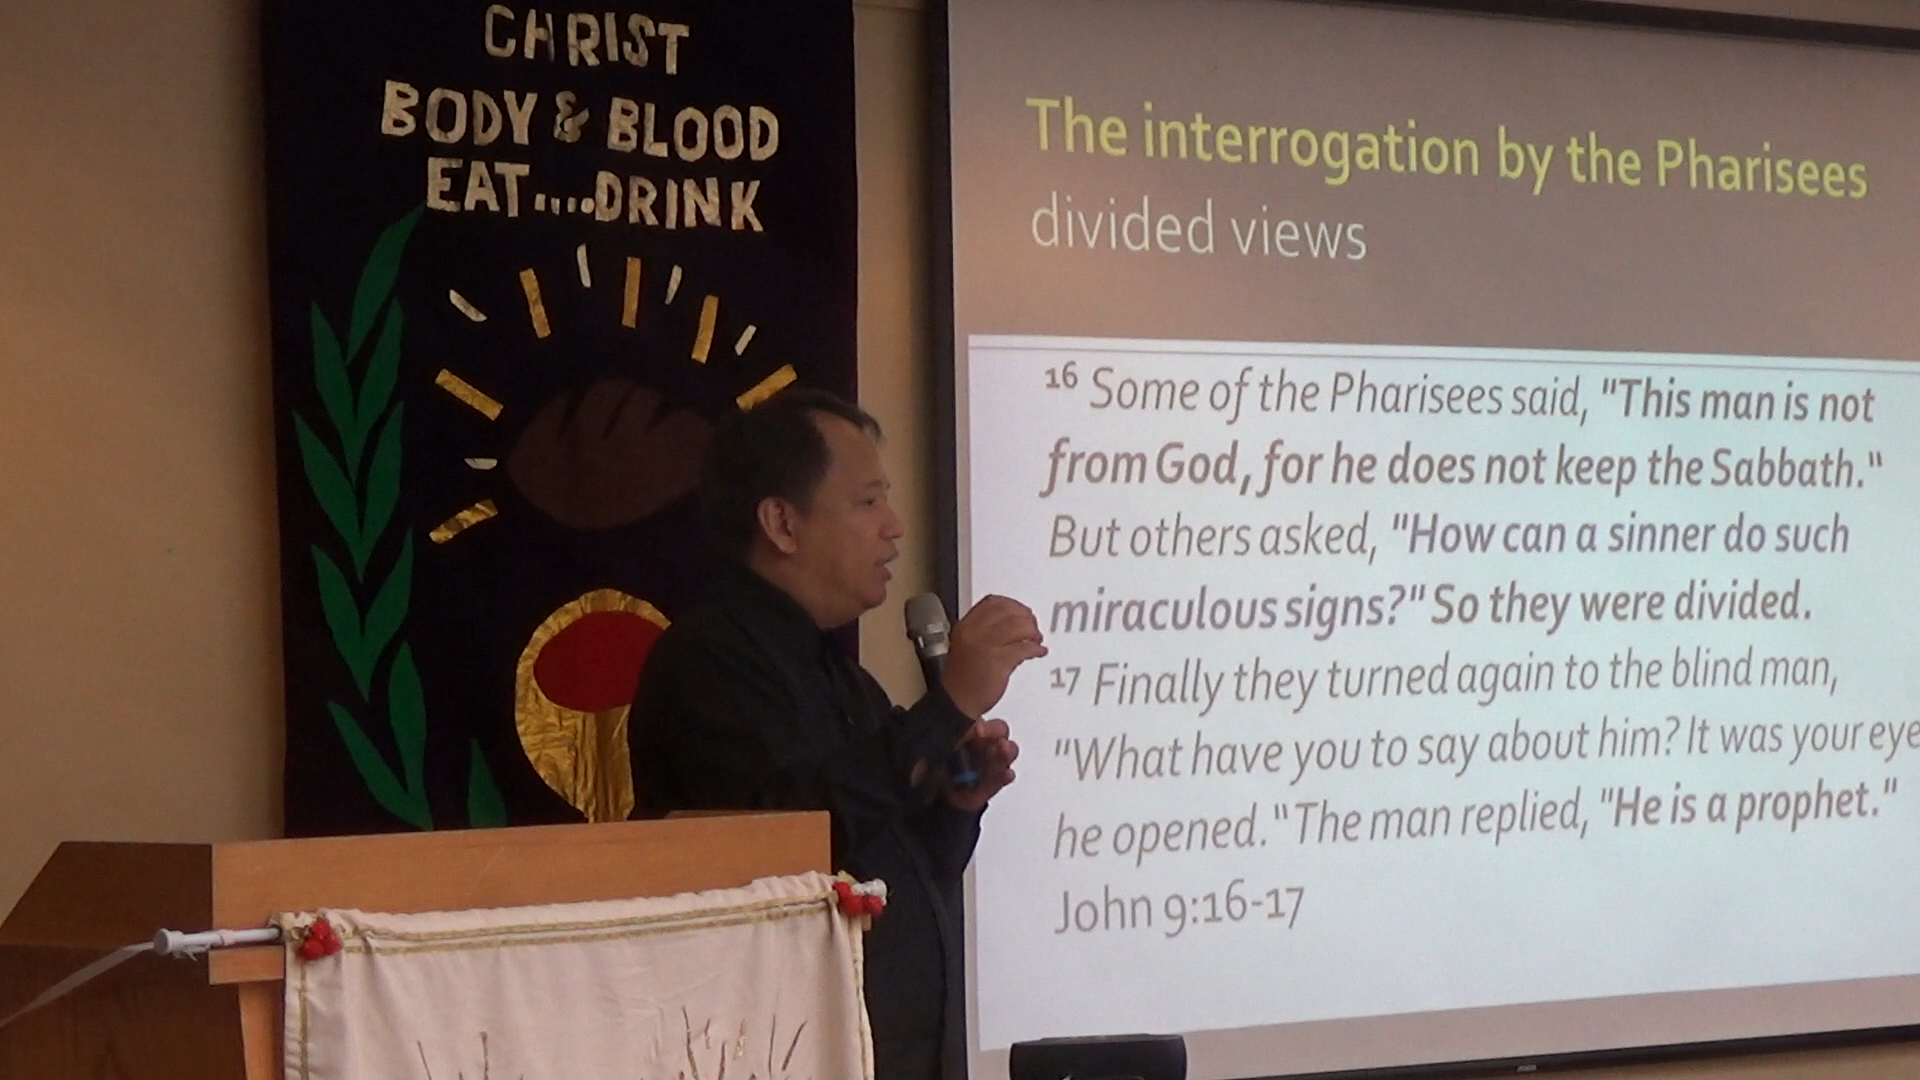 CHRIST
BODY & BLOOD
EAT....DRINK
The interrogation by the Pharisees
divided views
16 Some of the Pharisees said, "This man is not
from God, for he does not keep the Sabbath."
But others asked, "How can a sinner do such
miraculous signs?" So they were divided.
17 Finally they turned again to the blind man,
"What have you to say about him? It was your eye
he opened." The man replied, "He is a prophet."
John 9:16-17